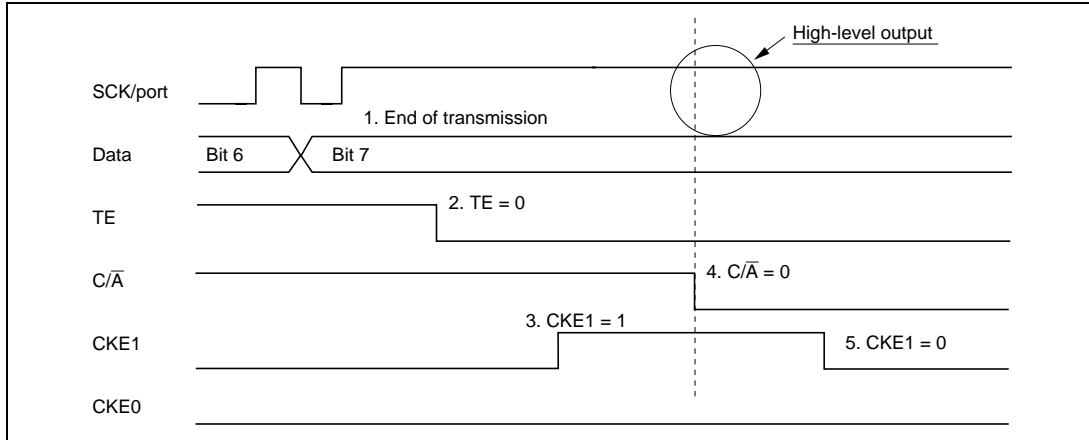 High-level output
SCK/port
1. End of transmission
Data
Bit 6
Bit 7
TE
2. TE = 0
C/A̅
4. C/A̅ = 0
3. CKE1 = 1
CKE1
5. CKE1 = 0
CKE0